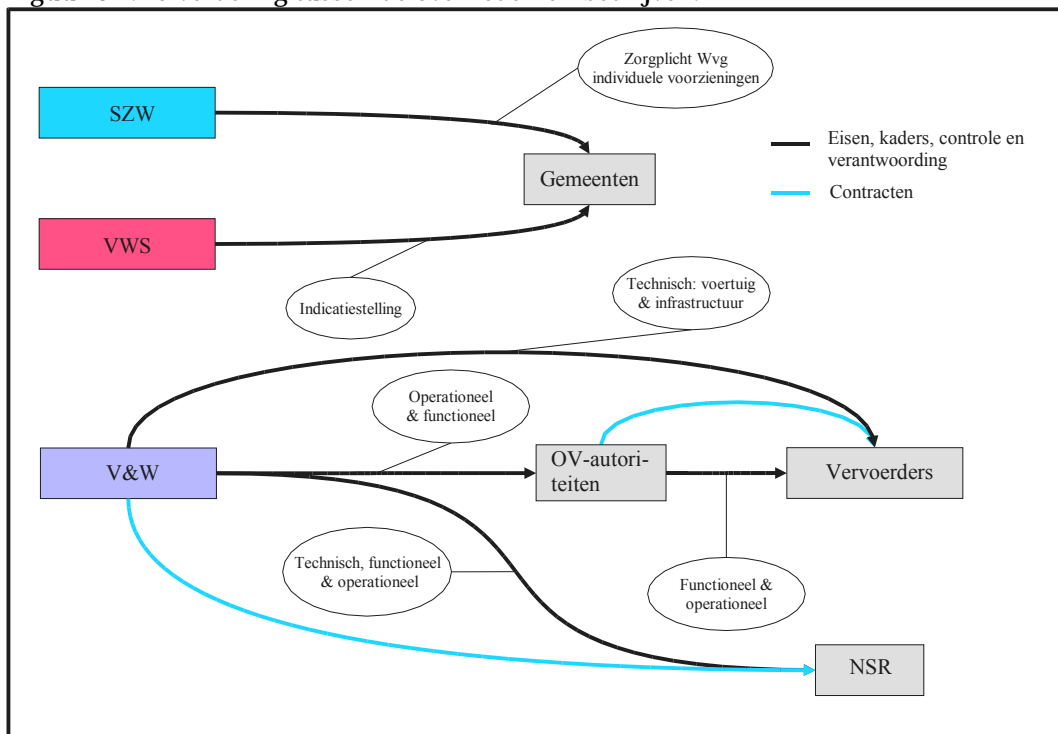 Zorgplicht Wvg
individuele voorzieningen
SZW
Eisen, kaders, controle en
verantwoording
Gemeenten
Contracten
VWS
Technisch: voertuig
& infrastructuur
Indicatiestelling
Operationeel
& functioneel
V&W
OV-autori-
teiten
Vervoerders
Technisch, functioneel
& operationeel
Functioneel &
operationeel
NSR